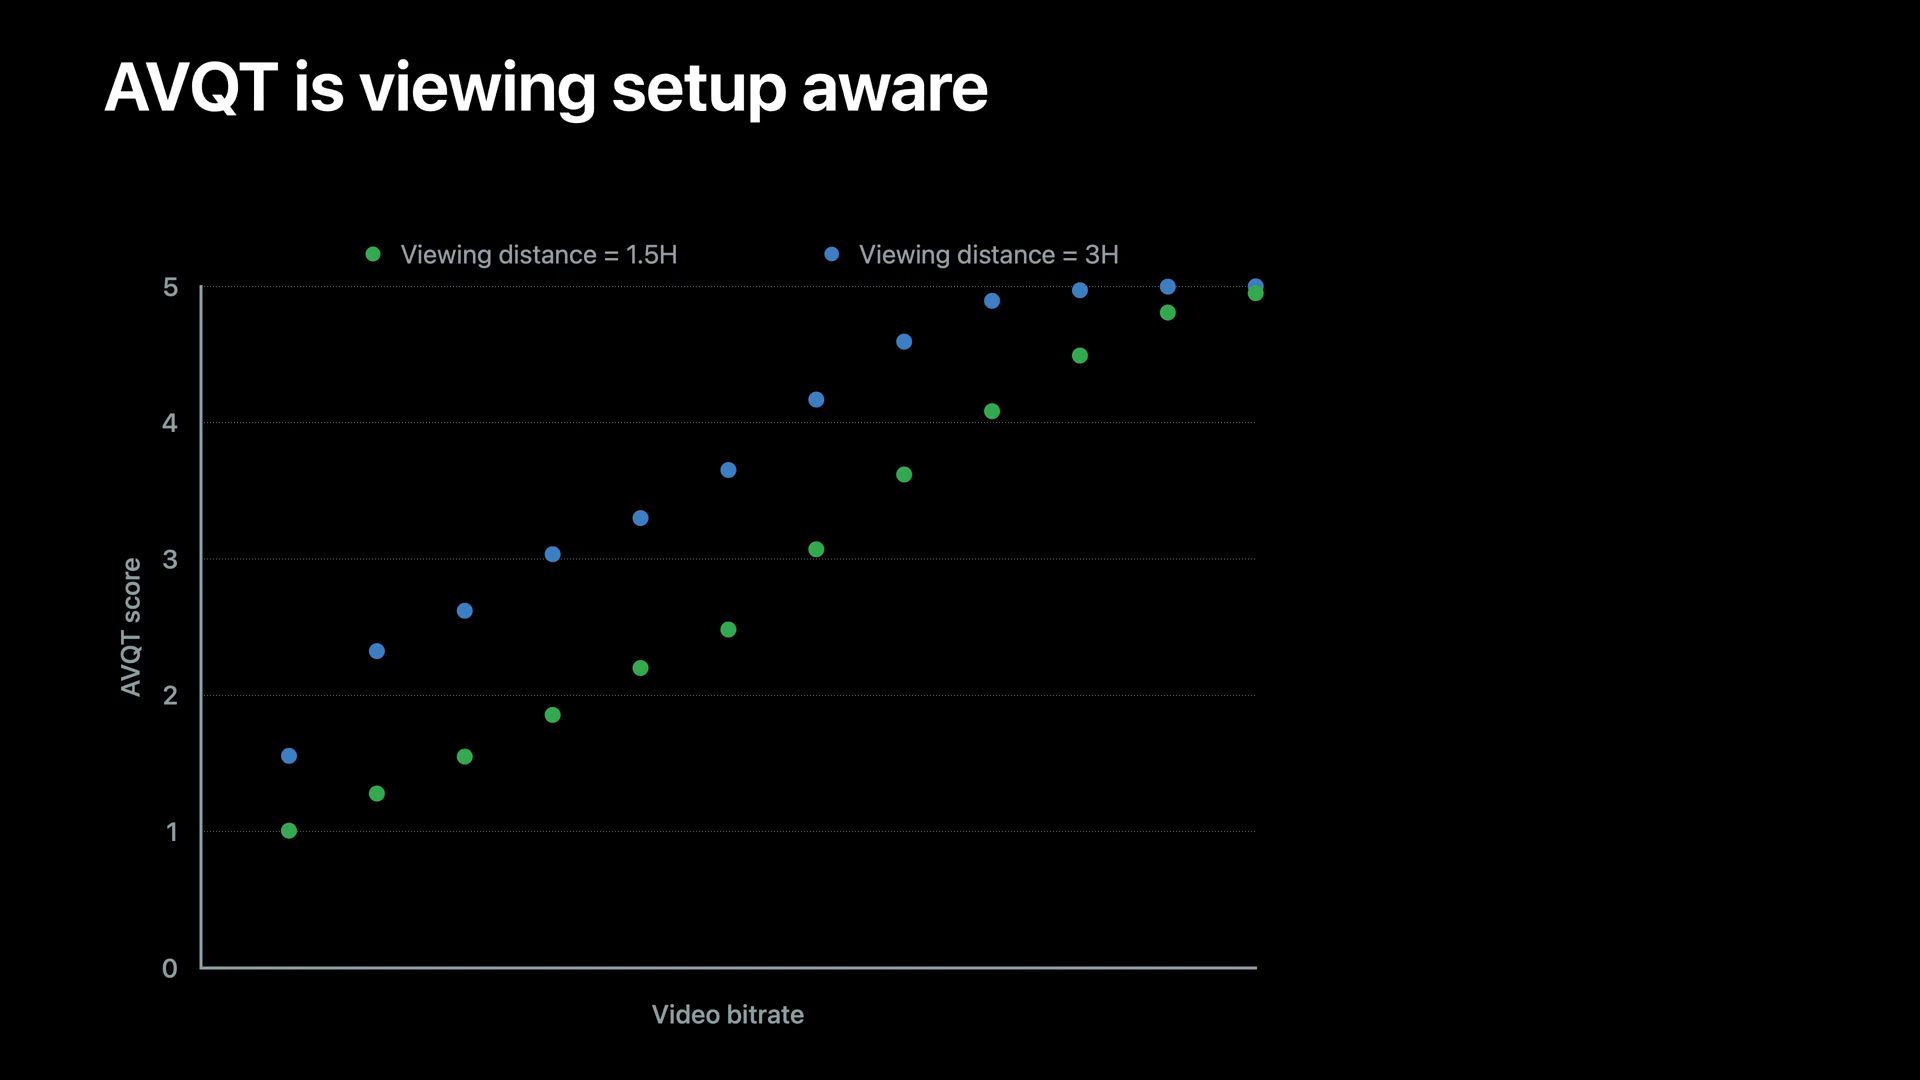 AVQT is viewing setup aware
Viewing distance = 1.5H
Viewing distance = 3H
5
4
3
2
1
0
AVQT score
Video bitrate